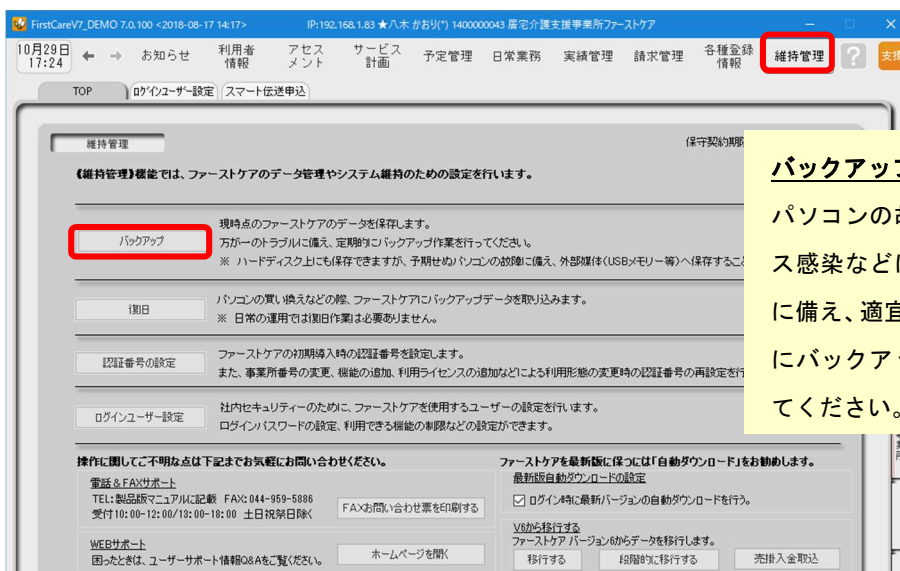 FirstCareV7_DEMO 7.0.100 <2018-08-17 14:17> IP:192.168.1.83 ★八木 かおり(*) 1400000043 居宅介護支援事業所ファーストケア
10月29日
17:24
お知らせ
利用者
情報
アセス
メント
サービス
計画
予定管理
日常業務
実績管理
請求管理
各種登録
情報
維持管理
?
支援
TOP
ログインユーザー設定
スマート伝送申込
維持管理
保守契約期限
《維持管理》機能では、ファーストケアのデータ管理やシステム維持のための設定を行います。
バックアップ
現時点のファーストケアのデータを保存します。
万が一のトラブルに備え、定期的にバックアップ作業を行ってください。
※ ハードディスク上にも保存できますが、予期せぬパソコンの故障に備え、外部媒体(USBメモリー等)へ保存するこ
復旧
パソコンの買い換えなどの際、ファーストケアにバックアップデータを取り込みます。
※ 日常の運用では復旧作業は必要ありません。
認証番号の設定
ファーストケアの初期導入時の認証番号を設定します。
また、事業所番号の変更、機能の追加、利用ライセンスの追加などによる利用形態の変更時の認証番号の再設定を行
ログインユーザー設定
社内セキュリティーのために、ファーストケアを使用するユーザーの設定を行います。
ログインパスワードの設定、利用できる機能の制限などの設定ができます。
バックアップ
パソコンの故
ス感染などに
に備え、適宜
にバックアッ
てください。
操作に関してご不明な点は下記までお気軽にお問い合わせください。
電話&FAXサポート
TEL:製品版マニュアルに記載 FAX:044-959-5886
受付10:00-12:00/13:00-18:00 土日祝祭日除く
FAXお問い合わせ票を印刷する
WEBサポート
困ったときは、ユーザーサポート情報Q&Aをご覧ください。
ホームページを開く
ファーストケアを最新版に保つには「自動ダウンロード」をお勧めします。
最新版自動ダウンロードの設定
ログイン時に最新バージョンの自動ダウンロードを行う。
V6から移行する
ファーストケア バージョン6からデータを移行します。
移行する
段階的に移行する
売掛入金取込